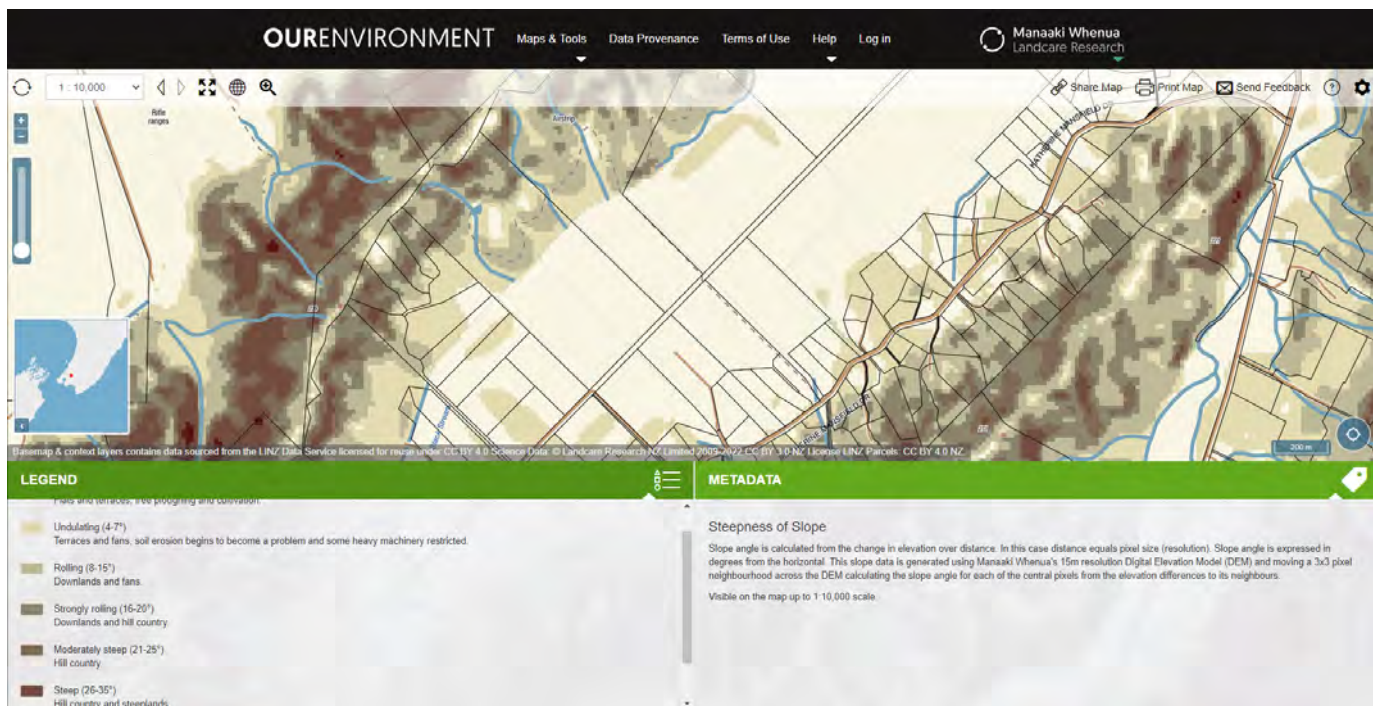 OURENVIRONMENT Maps & Tools Data Provenance Terms of Use Help Log in Manaaki Whenua
Landcare Research
1 : 10,000 Share Map Print Map Send Feedback ?
Rifle
ranges
Airstrip
KATHERINE MANSFIELD DR
200 m
Basemap & context layers contains data sourced from the LINZ Data Service licensed for reuse under CC BY 4.0 Science Data: © Landcare Research NZ Limited 2009-2022 CC BY 3.0 NZ License LINZ Parcels: CC BY 4.0 NZ
LEGEND
Flats and terraces, free ploughing and cultivation.
Undulating (4-7°)
Terraces and fans, soil erosion begins to become a problem and some heavy machinery restricted.
Rolling (8-15°)
Downlands and fans.
Strongly rolling (16-20°)
Downlands and hill country.
Moderately steep (21-25°)
Hill country
Steep (26-35°)
Hill country and steeplands
METADATA
Steepness of Slope
Slope angle is calculated from the change in elevation over distance. In this case distance equals pixel size (resolution). Slope angle is expressed in
degrees from the horizontal. This slope data is generated using Manaaki Whenua's 15m resolution Digital Elevation Model (DEM) and moving a 3x3 pixel
neighbourhood across the DEM calculating the slope angle for each of the central pixels from the elevation differences to its neighbours.
Visible on the map up to 1:10,000 scale